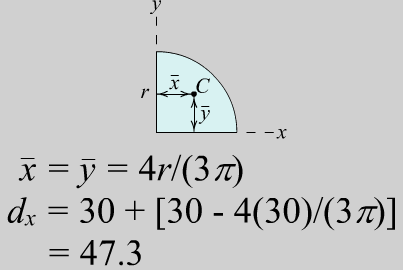 y
r x̄ C
ȳ
x
x̄ = ȳ = 4r/(3π)
dₓ = 30 + [30 - 4(30)/(3π)]
= 47.3